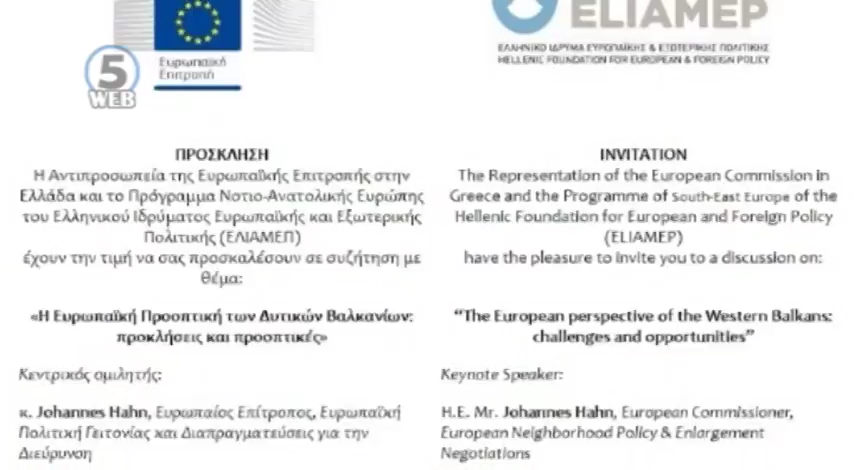 5
WEB
Ευρωπαϊκή
Επιτροπή
ELIAMEP
ΕΛΛΗΝΙΚΟ ΙΔΡΥΜΑ ΕΥΡΩΠΑΪΚΗΣ & ΕΞΩΤΕΡΙΚΗΣ ΠΟΛΙΤΙΚΗΣ
HELLENIC FOUNDATION FOR EUROPEAN & FOREIGN POLICY
ΠΡΟΣΚΛΗΣΗ
Η Αντιπροσωπεία της Ευρωπαϊκής Επιτροπής στην
Ελλάδα και το Πρόγραμμα Νοτιο-Ανατολικής Ευρώπης
του Ελληνικού Ιδρύματος Ευρωπαϊκής και Εξωτερικής
Πολιτικής (ΕΛΙΑΜΕΠ)
έχουν την τιμή να σας προσκαλέσουν σε συζήτηση με
θέμα:
«Η Ευρωπαϊκή Προοπτική των Δυτικών Βαλκανίων:
προκλήσεις και προοπτικές»
Κεντρικός ομιλητής:
κ. Johannes Hahn, Ευρωπαίος Επίτροπος, Ευρωπαϊκή
Πολιτική Γειτονίας και Διαπραγματεύσεις για την
Διεύρυνση
INVITATION
The Representation of the European Commission in
Greece and the Programme of South-East Europe of the
Hellenic Foundation for European and Foreign Policy
(ELIAMEP)
have the pleasure to invite you to a discussion on:
“The European perspective of the Western Balkans:
challenges and opportunities”
Keynote Speaker:
H.E. Mr. Johannes Hahn, European Commissioner,
European Neighborhood Policy & Enlargement
Negotiations